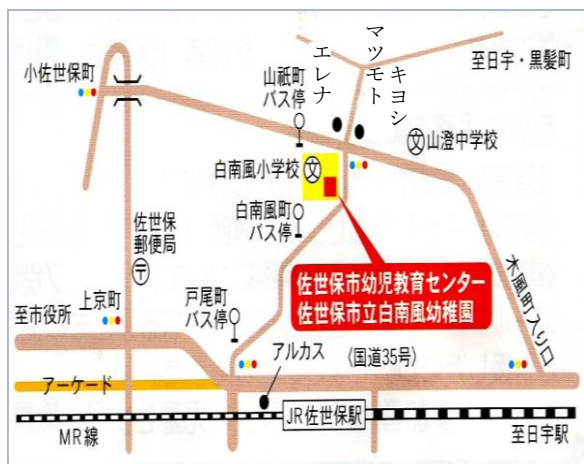 マツモト
キヨシ
エレナ
小佐世保町
山祇町
バス停
至日宇・黒髪町
文
山澄中学校
白南風小学校
文
白南風町
バス停
佐世保
郵便局
〒
佐世保市幼児教育センター
佐世保市立白南風幼稚園
木風町入り口
上京町
戸尾町
バス停
至市役所
アルカス
〈国道35号〉
アーケード
JR佐世保駅
MR線
至日宇駅